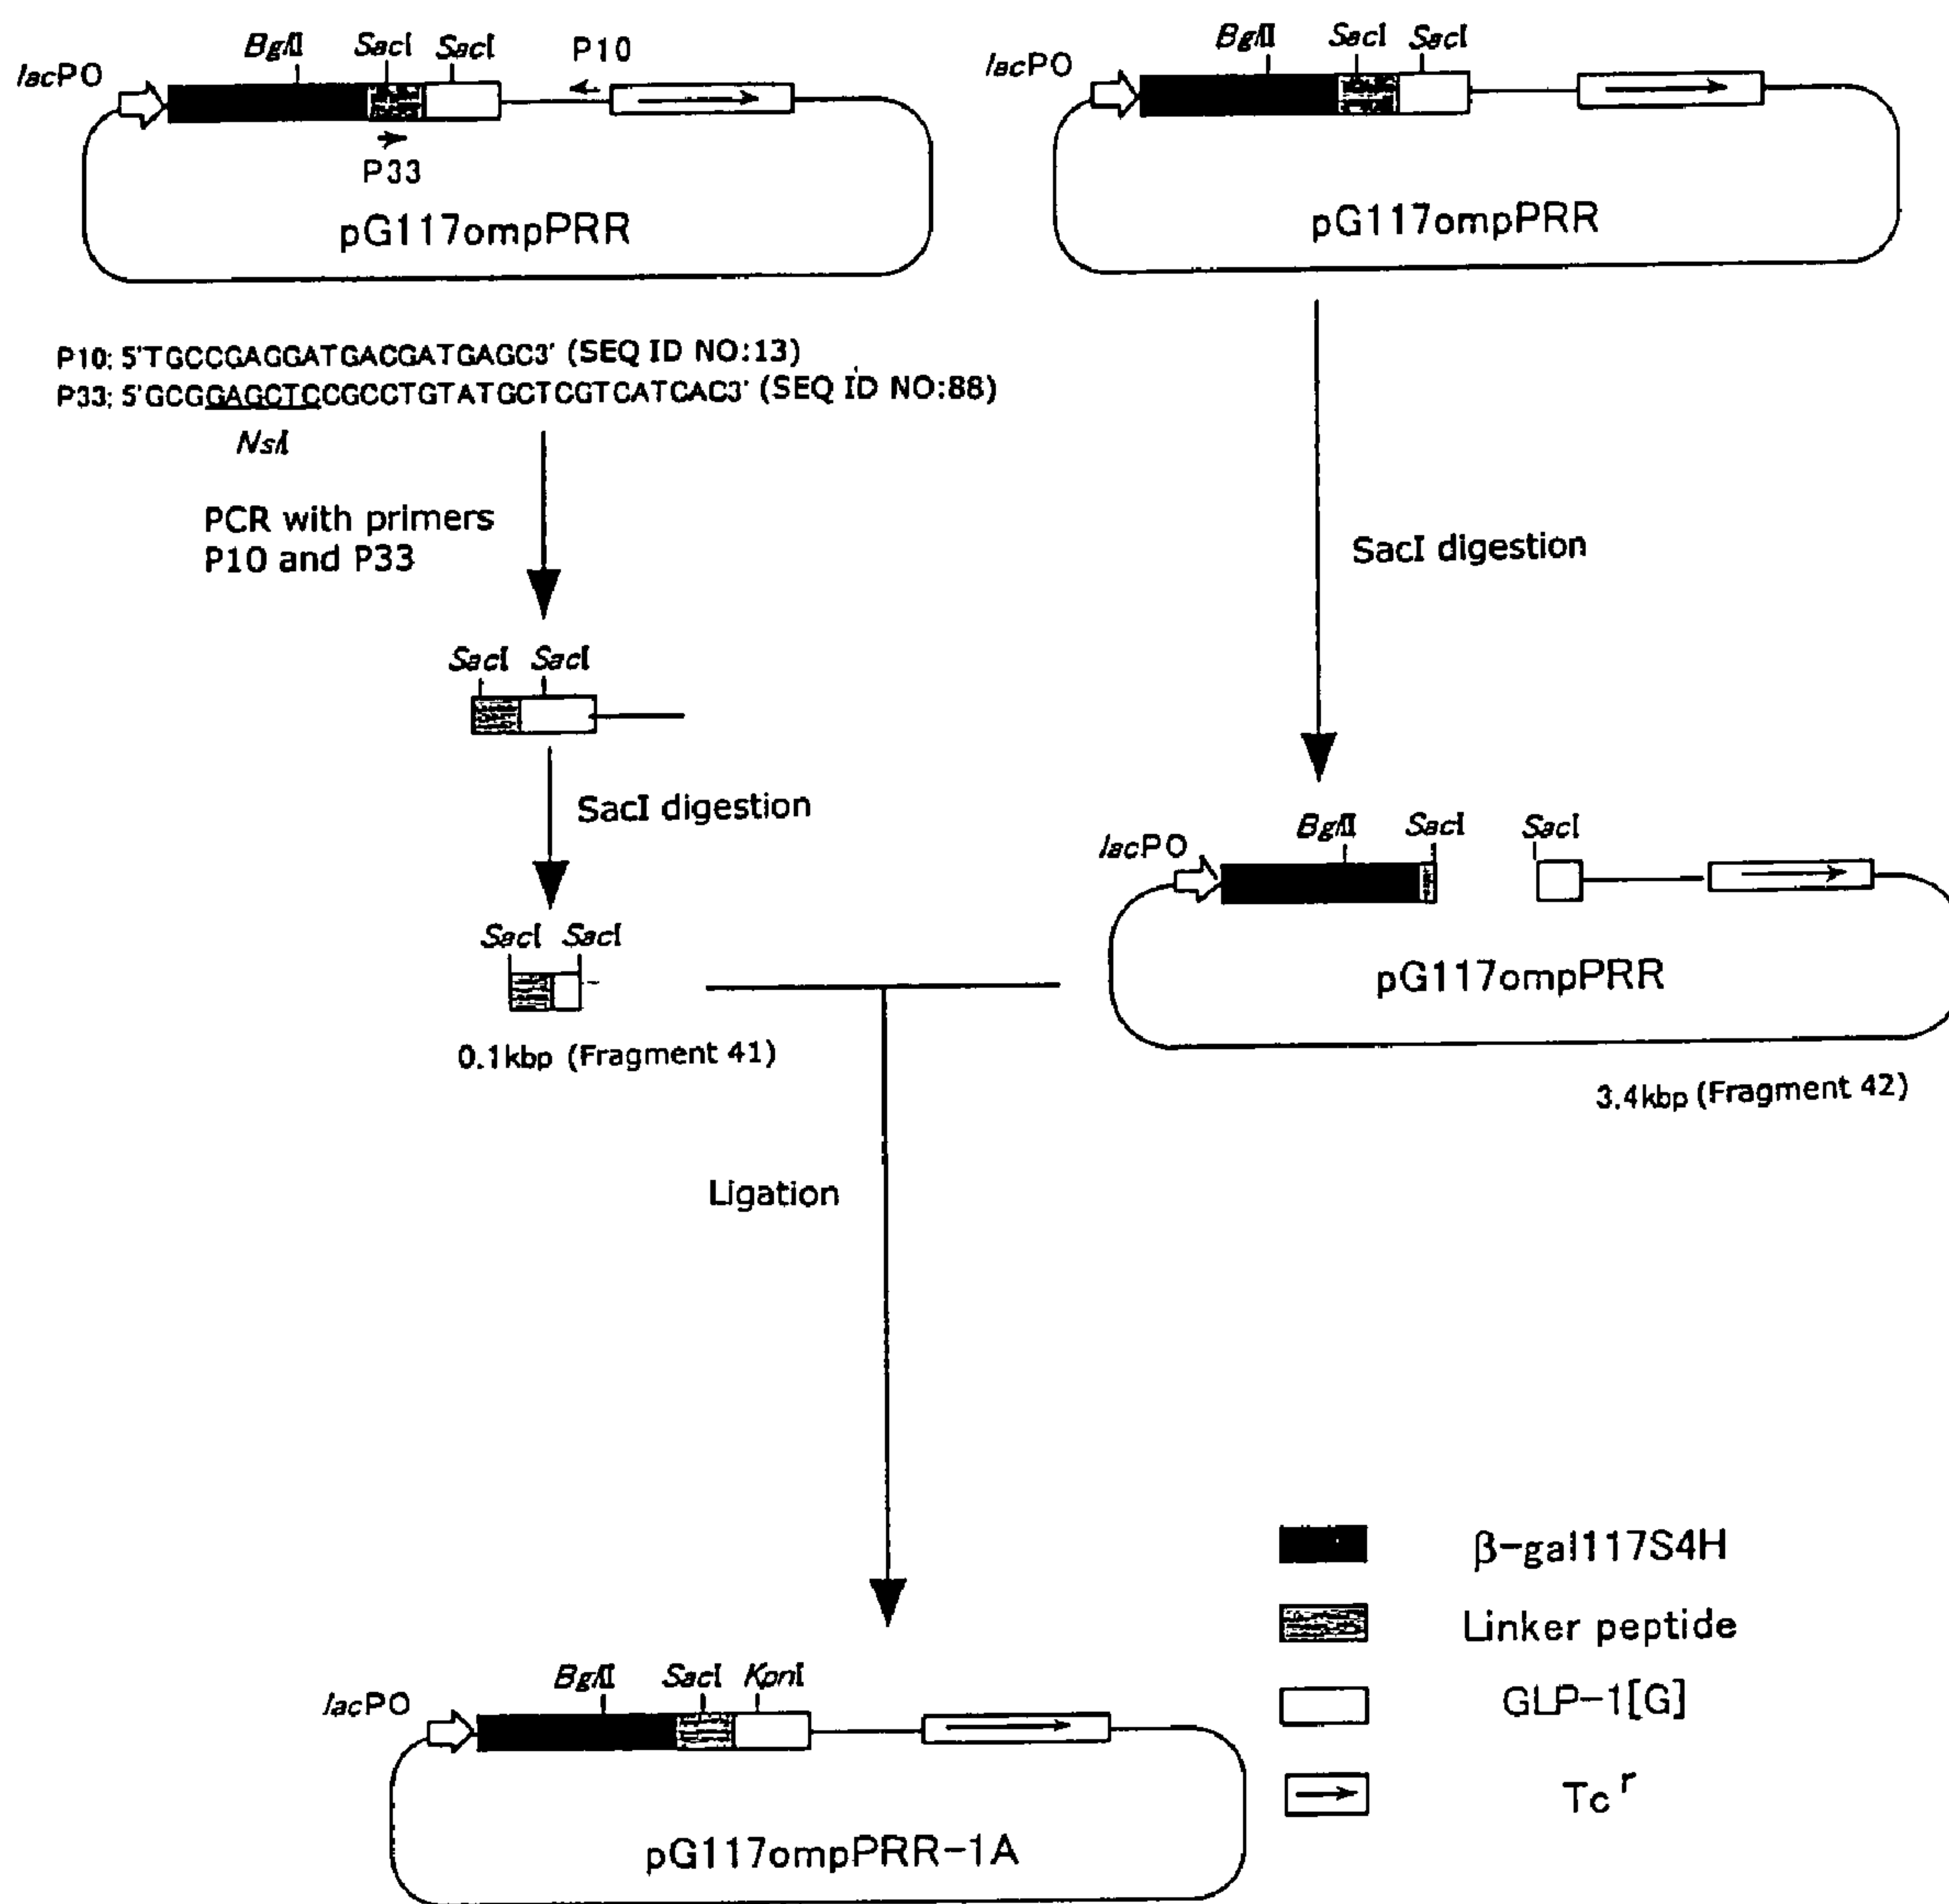 BglII SacI SacI P10
lacPO
P33
pG117ompPRR
BglII SacI SacI
lacPO
pG117ompPRR
P10; 5'TGCCGAGGATGACGATGAGC3' (SEQ ID NO:13)
P33; 5'GCGGAGCTCCGCCTGTATGCTCGTCATCAC3' (SEQ ID NO:88)
NsiI
PCR with primers
P10 and P33
SacI digestion
SacI SacI
SacI digestion
SacI SacI
0.1kbp (Fragment 41)
BglII SacI SacI
lacPO
pG117ompPRR
3.4kbp (Fragment 42)
Ligation
BglII SacI KpnI
lacPO
pG117ompPRR-1A
β-gal117S4H
Linker peptide
GLP-1[G]
Tc r